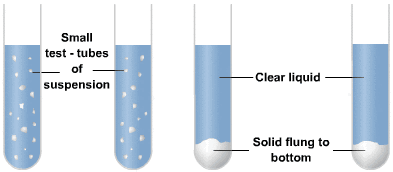 Small
test - tubes
of
suspension
Clear liquid
Solid flung to
bottom